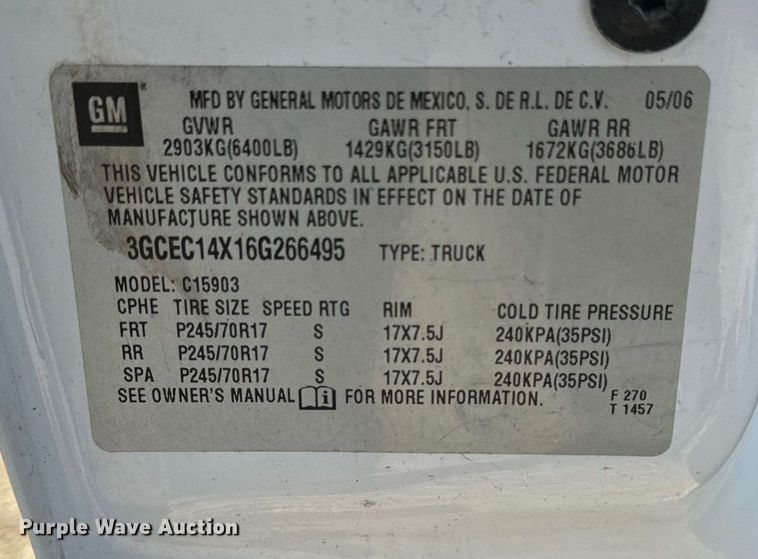 GM
MFD BY GENERAL MOTORS DE MEXICO, S. DE R.L. DE C.V. 05/06
GVWR GAWR FRT GAWR RR
2903KG(6400LB) 1429KG(3150LB) 1672KG(3686LB)
THIS VEHICLE CONFORMS TO ALL APPLICABLE U.S. FEDERAL MOTOR
VEHICLE SAFETY STANDARDS IN EFFECT ON THE DATE OF
MANUFACTURE SHOWN ABOVE.
3GCEC14X16G266495 TYPE: TRUCK
MODEL: C15903
CPHE TIRE SIZE SPEED RTG RIM COLD TIRE PRESSURE
FRT P245/70R17 S 17X7.5J 240KPA(35PSI)
RR P245/70R17 S 17X7.5J 240KPA(35PSI)
SPA P245/70R17 S 17X7.5J 240KPA(35PSI)
SEE OWNER'S MANUAL i FOR MORE INFORMATION. F 270
T 1457
Purple Wave Auction